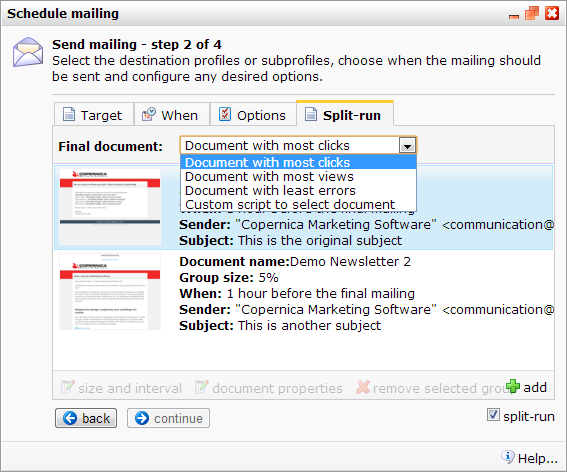 Schedule mailing
Send mailing - step 2 of 4
Select the destination profiles or subprofiles, choose when the mailing should
be sent and configure any desired options.
Target When Options Split-run
Final document: Document with most clicks
Document with most clicks
Document with most views
Document with least errors
Custom script to select document
Sender: "Copernica Marketing Software" <communication@
Subject: This is the original subject
Document name:Demo Newsletter 2
Group size: 5%
When: 1 hour before the final mailing
Sender: "Copernica Marketing Software" <communication@
Subject: This is another subject
size and interval document properties remove selected gro add
back continue split-run
Help...